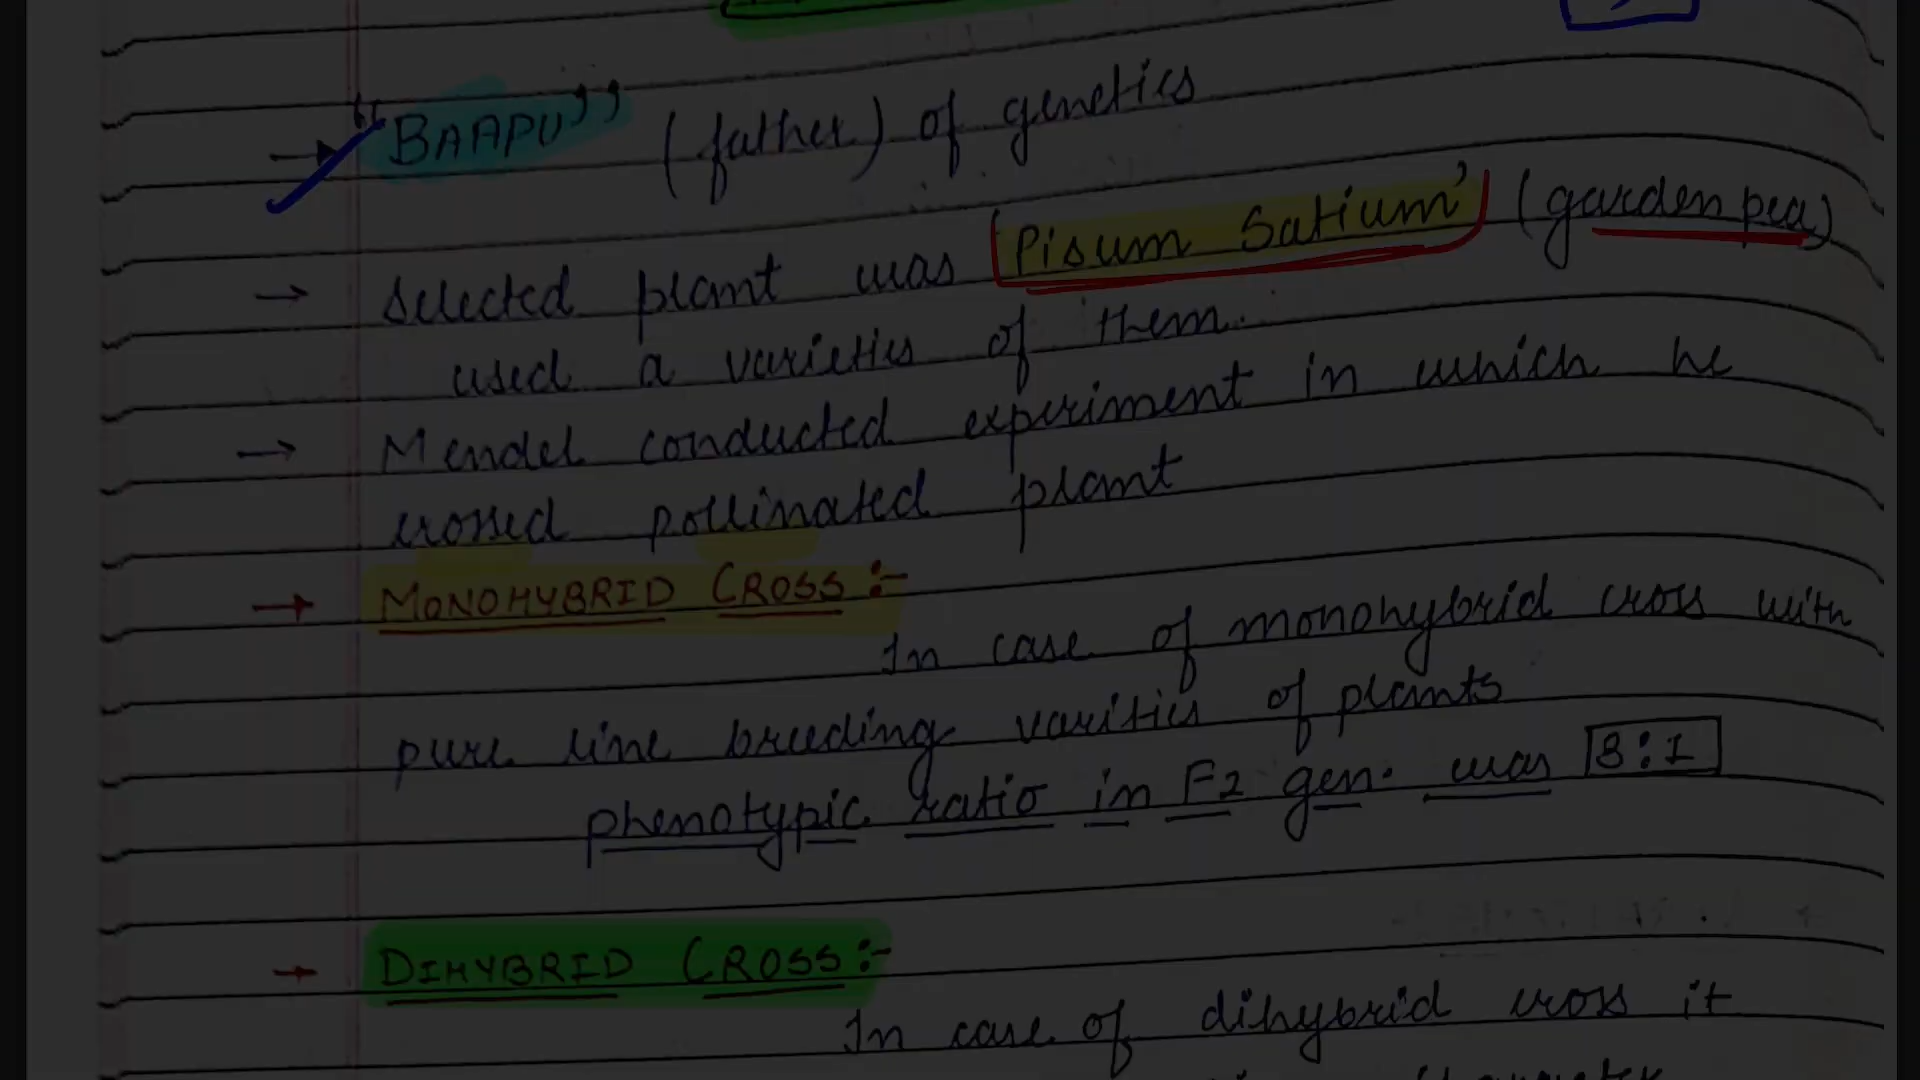 → "BAAPU" (father) of genetics
→ Selected plant was Pisum Satium' (garden pea)
used a varieties of them.
→ Mendel conducted experiment in which he
crossed pollinated plant
→ MONOHYBRID CROSS :-
In case of monohybrid cross with
pure line breeding varities of plants
phenotypic ratio in F2 gen. was 3:1
→ DIHYBRID CROSS :-
In case of dihybrid cross it